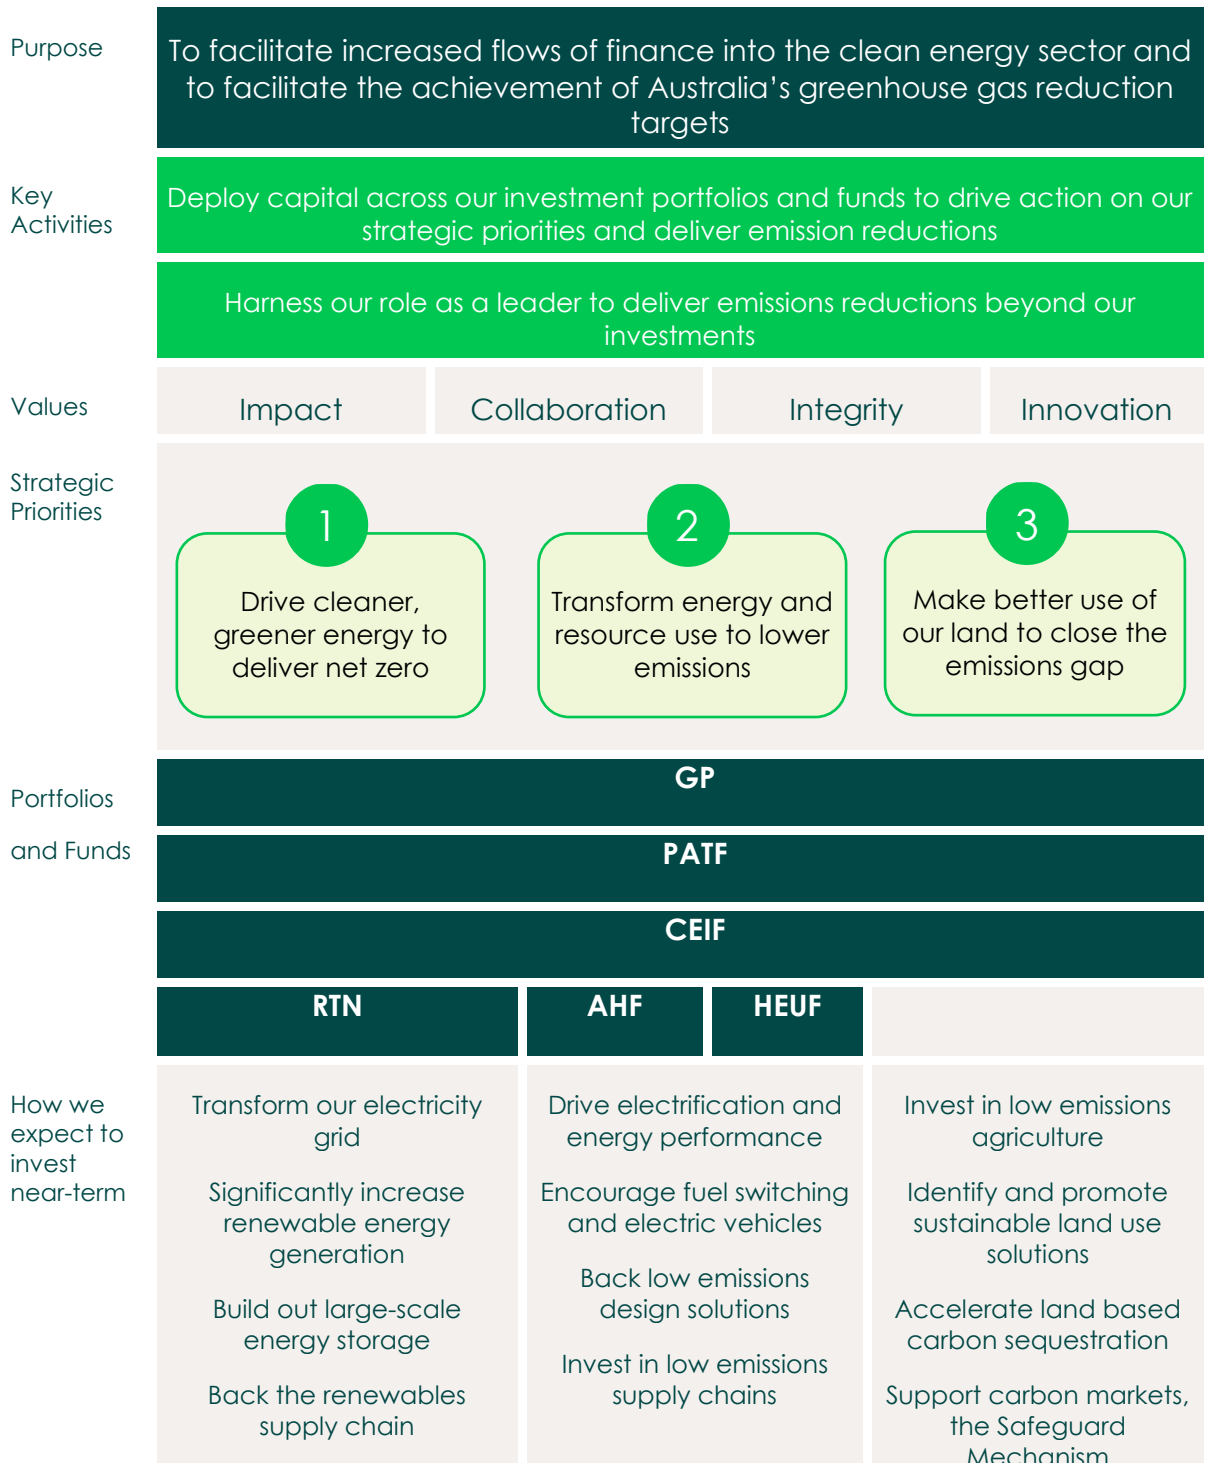 Purpose
To facilitate increased flows of finance into the clean energy sector and
to facilitate the achievement of Australia’s greenhouse gas reduction
targets
Key
Activities
Deploy capital across our investment portfolios and funds to drive action on our
strategic priorities and deliver emission reductions
Harness our role as a leader to deliver emissions reductions beyond our
investments
Values
Impact
Collaboration
Integrity
Innovation
Strategic
Priorities
1
Drive cleaner,
greener energy to
deliver net zero
2
Transform energy and
resource use to lower
emissions
3
Make better use of
our land to close the
emissions gap
Portfolios
and Funds
GP
PATF
CEIF
RTN
AHF
HEUF
How we
expect to
invest
near-term
Transform our electricity
grid
Significantly increase
renewable energy
generation
Build out large-scale
energy storage
Back the renewables
supply chain
Drive electrification and
energy performance
Encourage fuel switching
and electric vehicles
Back low emissions
design solutions
Invest in low emissions
supply chains
Invest in low emissions
agriculture
Identify and promote
sustainable land use
solutions
Accelerate land based
carbon sequestration
Support carbon markets,
the Safeguard
Mechanism